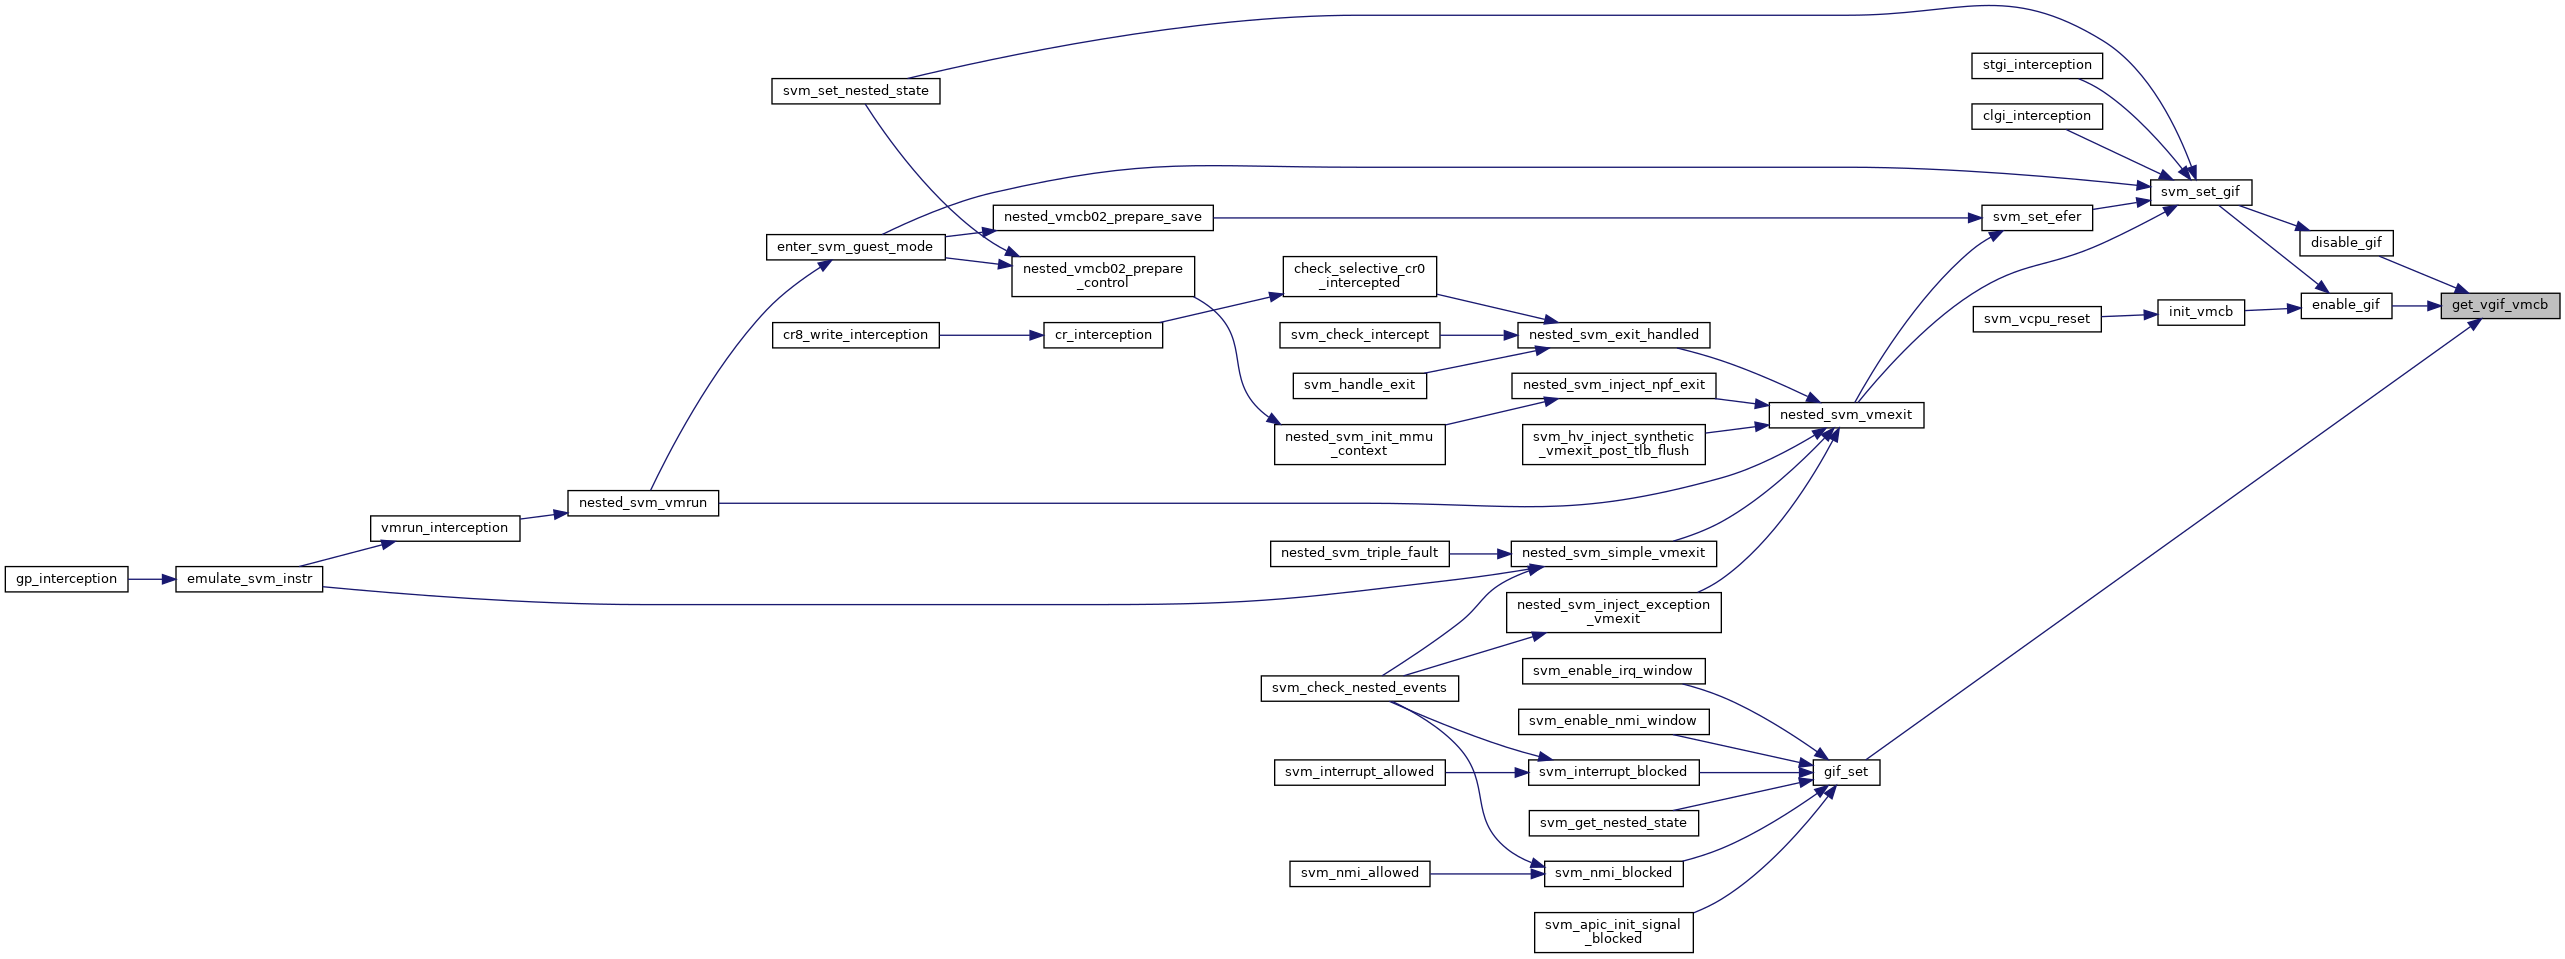 stgi_interception
svm_set_nested_state
clgi_interception
svm_set_gif
nested_vmcb02_prepare_save
svm_set_efer
enter_svm_guest_mode
disable_gif
nested_vmcb02_prepare
_control
check_selective_cr0
_intercepted
get_vgif_vmcb
enable_gif
init_vmcb
svm_vcpu_reset
cr8_write_interception
cr_interception
svm_check_intercept
nested_svm_exit_handled
svm_handle_exit
nested_svm_inject_npf_exit
nested_svm_vmexit
nested_svm_init_mmu
_context
svm_hv_inject_synthetic
_vmexit_post_tlb_flush
nested_svm_vmrun
vmrun_interception
nested_svm_triple_fault
nested_svm_simple_vmexit
gp_interception
emulate_svm_instr
nested_svm_inject_exception
_vmexit
svm_enable_irq_window
svm_check_nested_events
svm_enable_nmi_window
svm_interrupt_allowed
svm_interrupt_blocked
gif_set
svm_get_nested_state
svm_nmi_allowed
svm_nmi_blocked
svm_apic_init_signal
_blocked